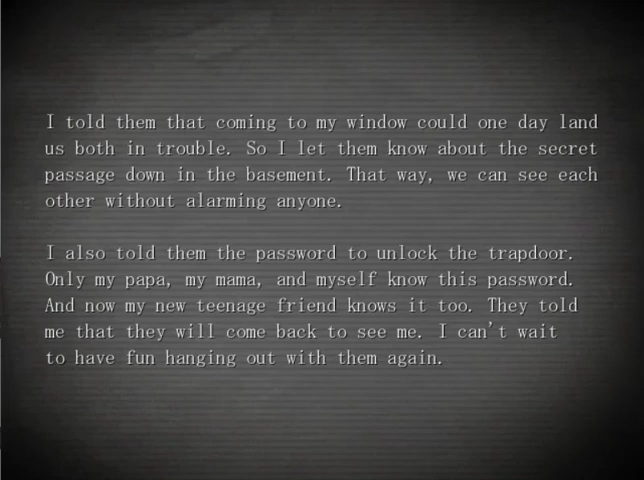 I told them that coming to my window could one day land
us both in trouble. So I let them know about the secret
passage down in the basement. That way, we can see each
other without alarming anyone.
I also told them the password to unlock the trapdoor.
Only my papa, my mama, and myself know this password.
And now my new teenage friend knows it too. They told
me that they will come back to see me. I can't wait
to have fun hanging out with them again.